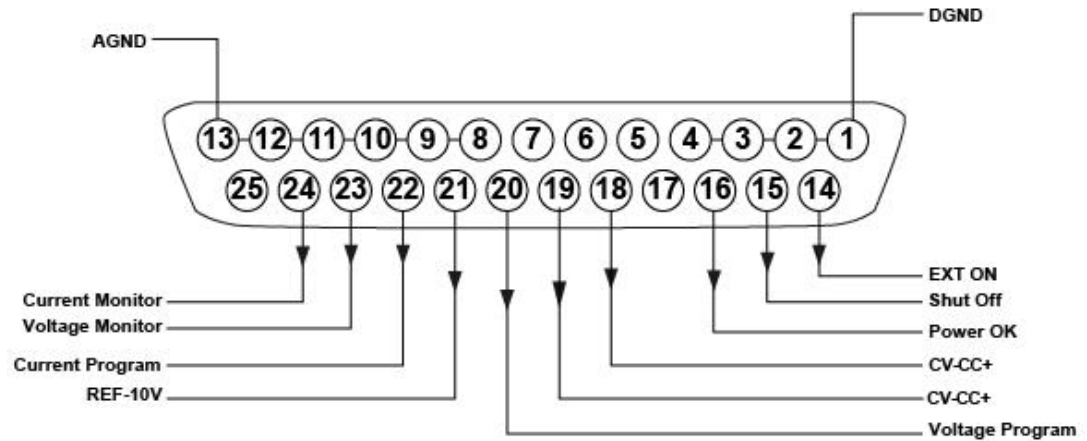 DGND
AGND
13 12 11 10 9 8 7 6 5 4 3 2 1
25 24 23 22 21 20 19 18 17 16 15 14
EXT ON
Current Monitor
Shut Off
Voltage Monitor
Power OK
Current Program
CV-CC+
REF-10V
CV-CC+
Voltage Program